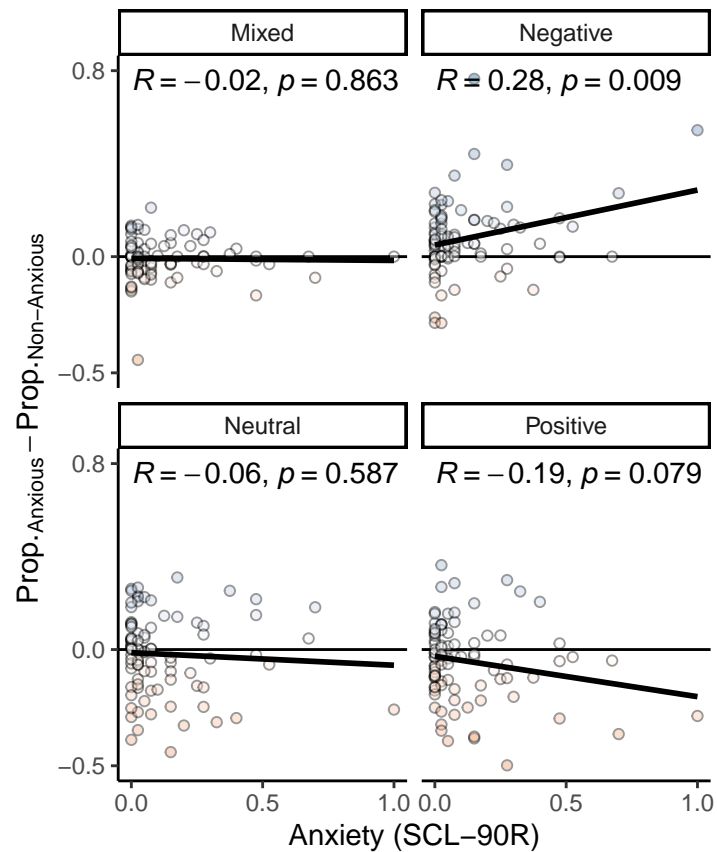 Mixed
Negative
0.8
R = −0.02, p = 0.863
R = 0.28, p = 0.009
0.0
−0.5
Prop.Anxious − Prop.Non−Anxious
Neutral
Positive
0.8
R = −0.06, p = 0.587
R = −0.19, p = 0.079
0.0
−0.5
0.0 0.5 1.0 0.0 0.5 1.0
Anxiety (SCL−90R)